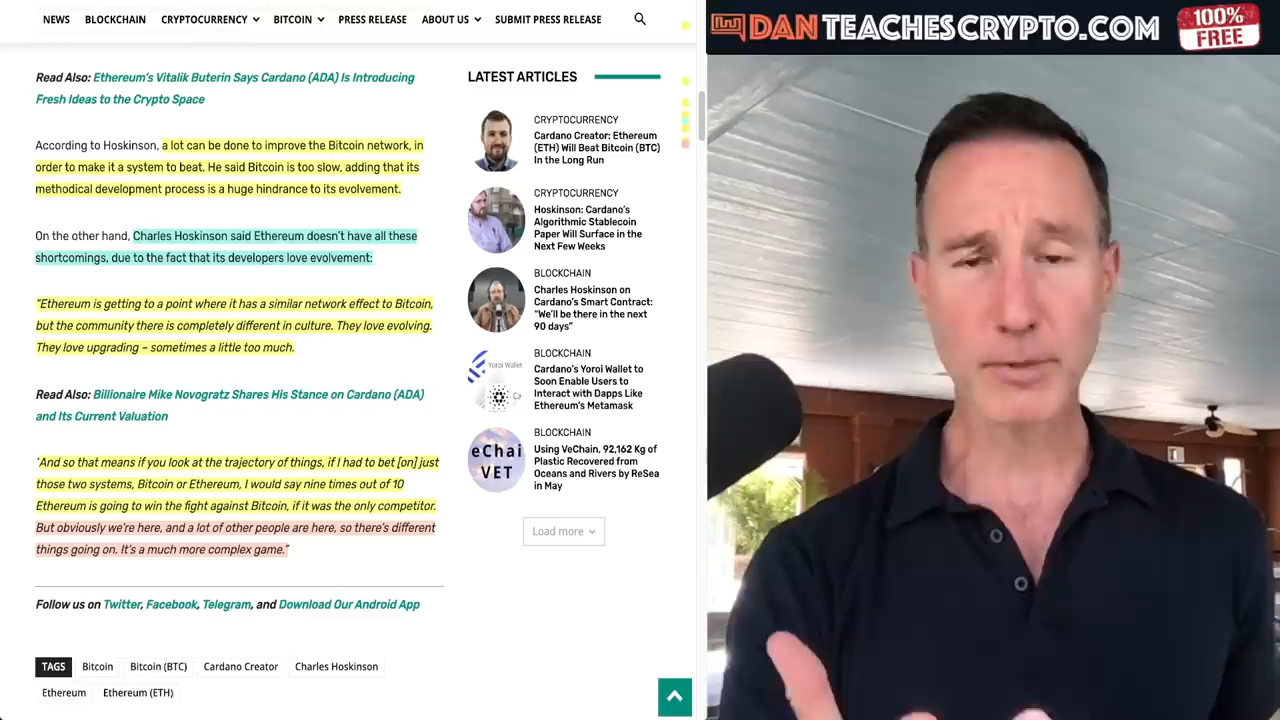 NEWS BLOCKCHAIN CRYPTOCURRENCY BITCOIN PRESS RELEASE ABOUT US SUBMIT PRESS RELEASE
DANTEACHESCRYPTO.COM
100%
FREE
Read Also: Ethereum's Vitalik Buterin Says Cardano (ADA) Is Introducing
Fresh Ideas to the Crypto Space
According to Hoskinson, a lot can be done to improve the Bitcoin network, in
order to make it a system to beat. He said Bitcoin is too slow, adding that its
methodical development process is a huge hindrance to its evolvement.
On the other hand, Charles Hoskinson said Ethereum doesn't have all these
shortcomings, due to the fact that its developers love evolvement:
"Ethereum is getting to a point where it has a similar network effect to Bitcoin,
but the community there is completely different in culture. They love evolving.
They love upgrading – sometimes a little too much.
Read Also: Billionaire Mike Novogratz Shares His Stance on Cardano (ADA)
and Its Current Valuation
'And so that means if you look at the trajectory of things, if I had to bet [on] just
those two systems, Bitcoin or Ethereum, I would say nine times out of 10
Ethereum is going to win the fight against Bitcoin, if it was the only competitor.
But obviously we're here, and a lot of other people are here, so there's different
things going on. It's a much more complex game."
Follow us on Twitter, Facebook, Telegram, and Download Our Android App
TAGS Bitcoin Bitcoin (BTC) Cardano Creator Charles Hoskinson
Ethereum Ethereum (ETH)
LATEST ARTICLES
CRYPTOCURRENCY
Cardano Creator: Ethereum
(ETH) Will Beat Bitcoin (BTC)
In the Long Run
CRYPTOCURRENCY
Hoskinson: Cardano's
Algorithmic Stablecoin
Paper Will Surface in the
Next Few Weeks
BLOCKCHAIN
Charles Hoskinson on
Cardano's Smart Contract:
"We'll be there in the next
90 days"
Yoroi Wallet
Ca
BLOCKCHAIN
Cardano's Yoroi Wallet to
Soon Enable Users to
Interact with Dapps Like
Ethereum's Metamask
eChai
VET
BLOCKCHAIN
Using VeChain, 92,162 Kg of
Plastic Recovered from
Oceans and Rivers by ReSea
in May
Load more